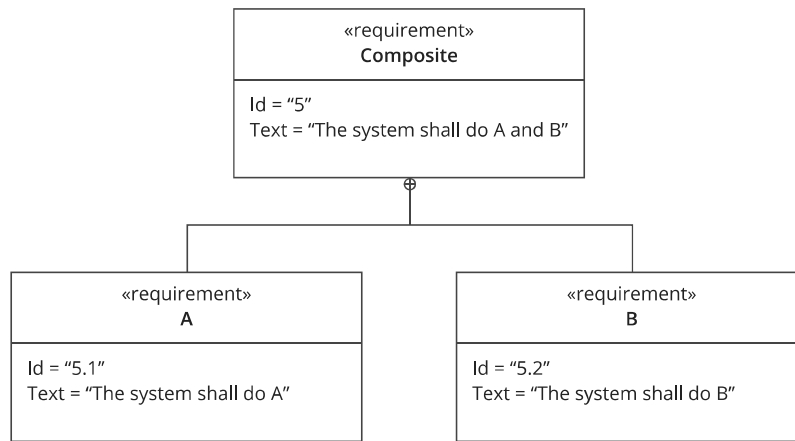 «requirement»
Composite
Id = “5”
Text = “The system shall do A and B”
«requirement»
A
Id = “5.1”
Text = “The system shall do A”
«requirement»
B
Id = “5.2”
Text = “The system shall do B”